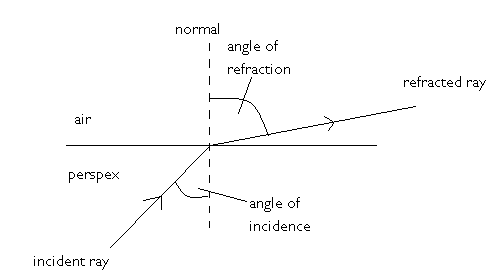 normal
angle of
refraction
refracted ray
air
perspex
angle of
incidence
incident ray